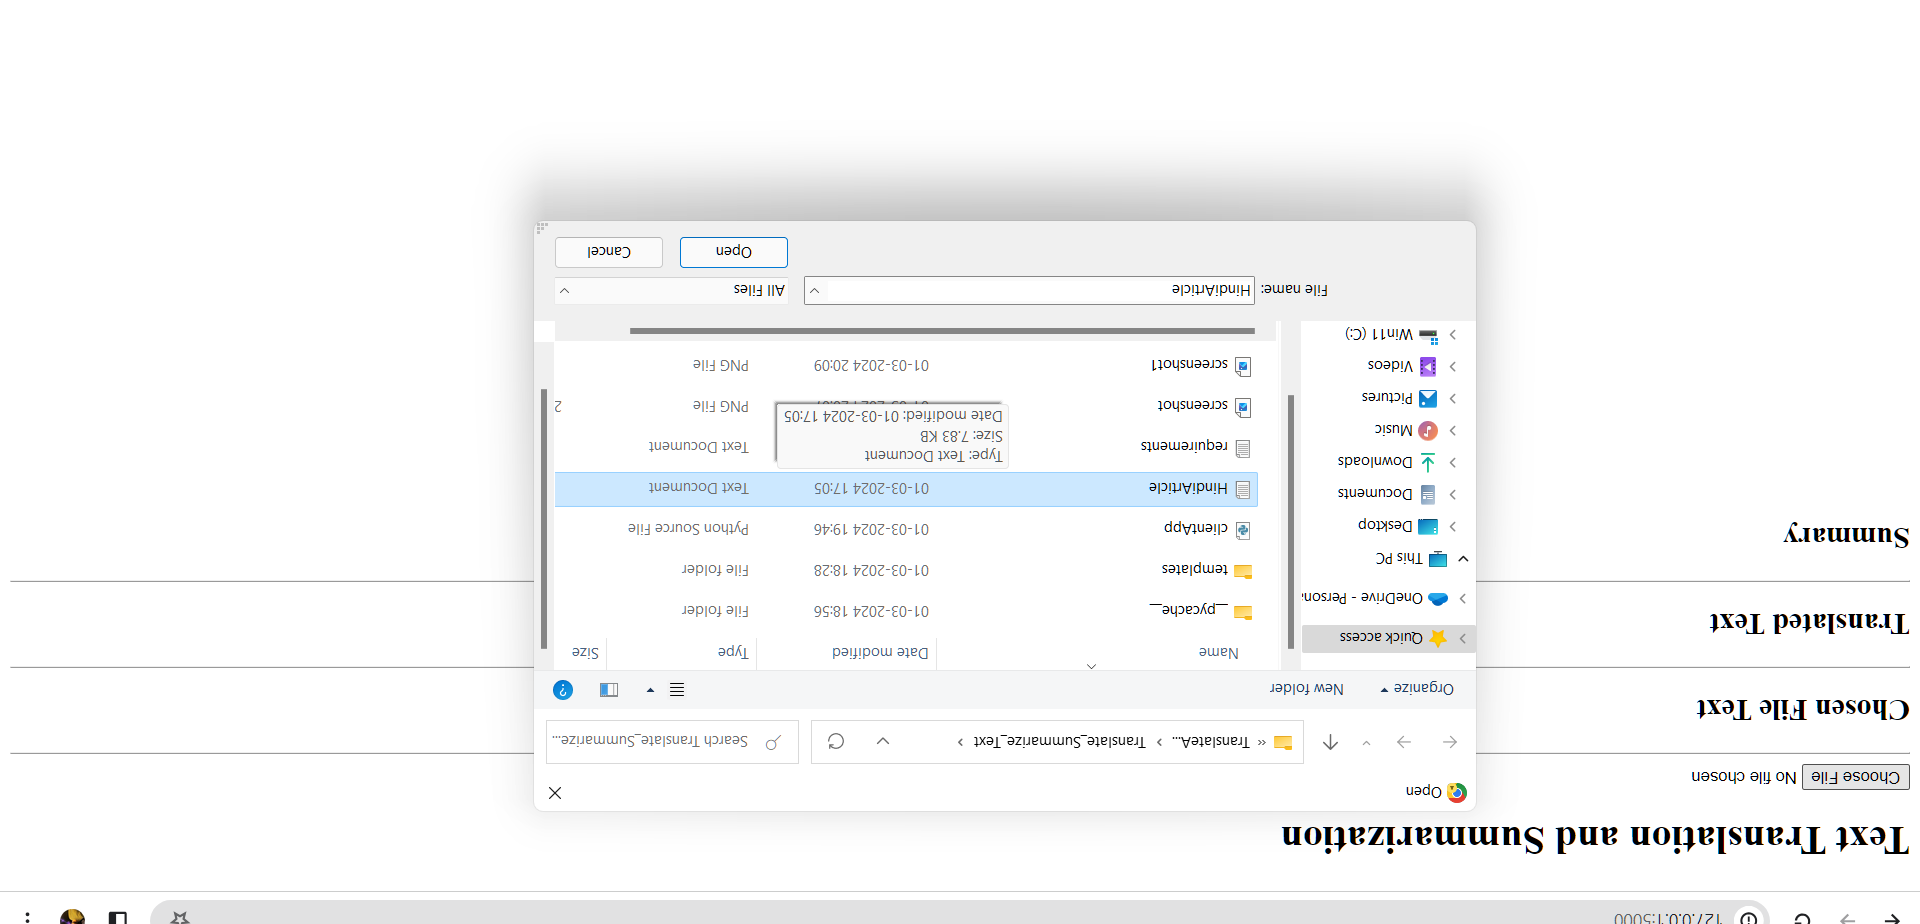 127.0.0.1:5000
Text Translation and Summarization
Choose File No file chosen
Chosen File Text
Translated Text
Summary
Open
« TranslateA... › Translate_Summarize_Text ›
Search Translate_Summarize...
Organize
New folder
Quick access
OneDrive - Persona
This PC
Desktop
Documents
Downloads
Music
Pictures
Videos
Win11 (C:)
Name Date modified Type Size
__pycache__ 01-03-2024 18:56 File folder
templates 01-03-2024 18:28 File folder
clientApp 01-03-2024 19:46 Python Source File
HindiArticle 01-03-2024 17:05 Text Document
requirements Text Document
screenshot PNG File 2
screenshot1 01-03-2024 20:09 PNG File
Type: Text Document
Size: 7.83 KB
Date modified: 01-03-2024 17:05
File name: HindiArticle
All Files
Open Cancel